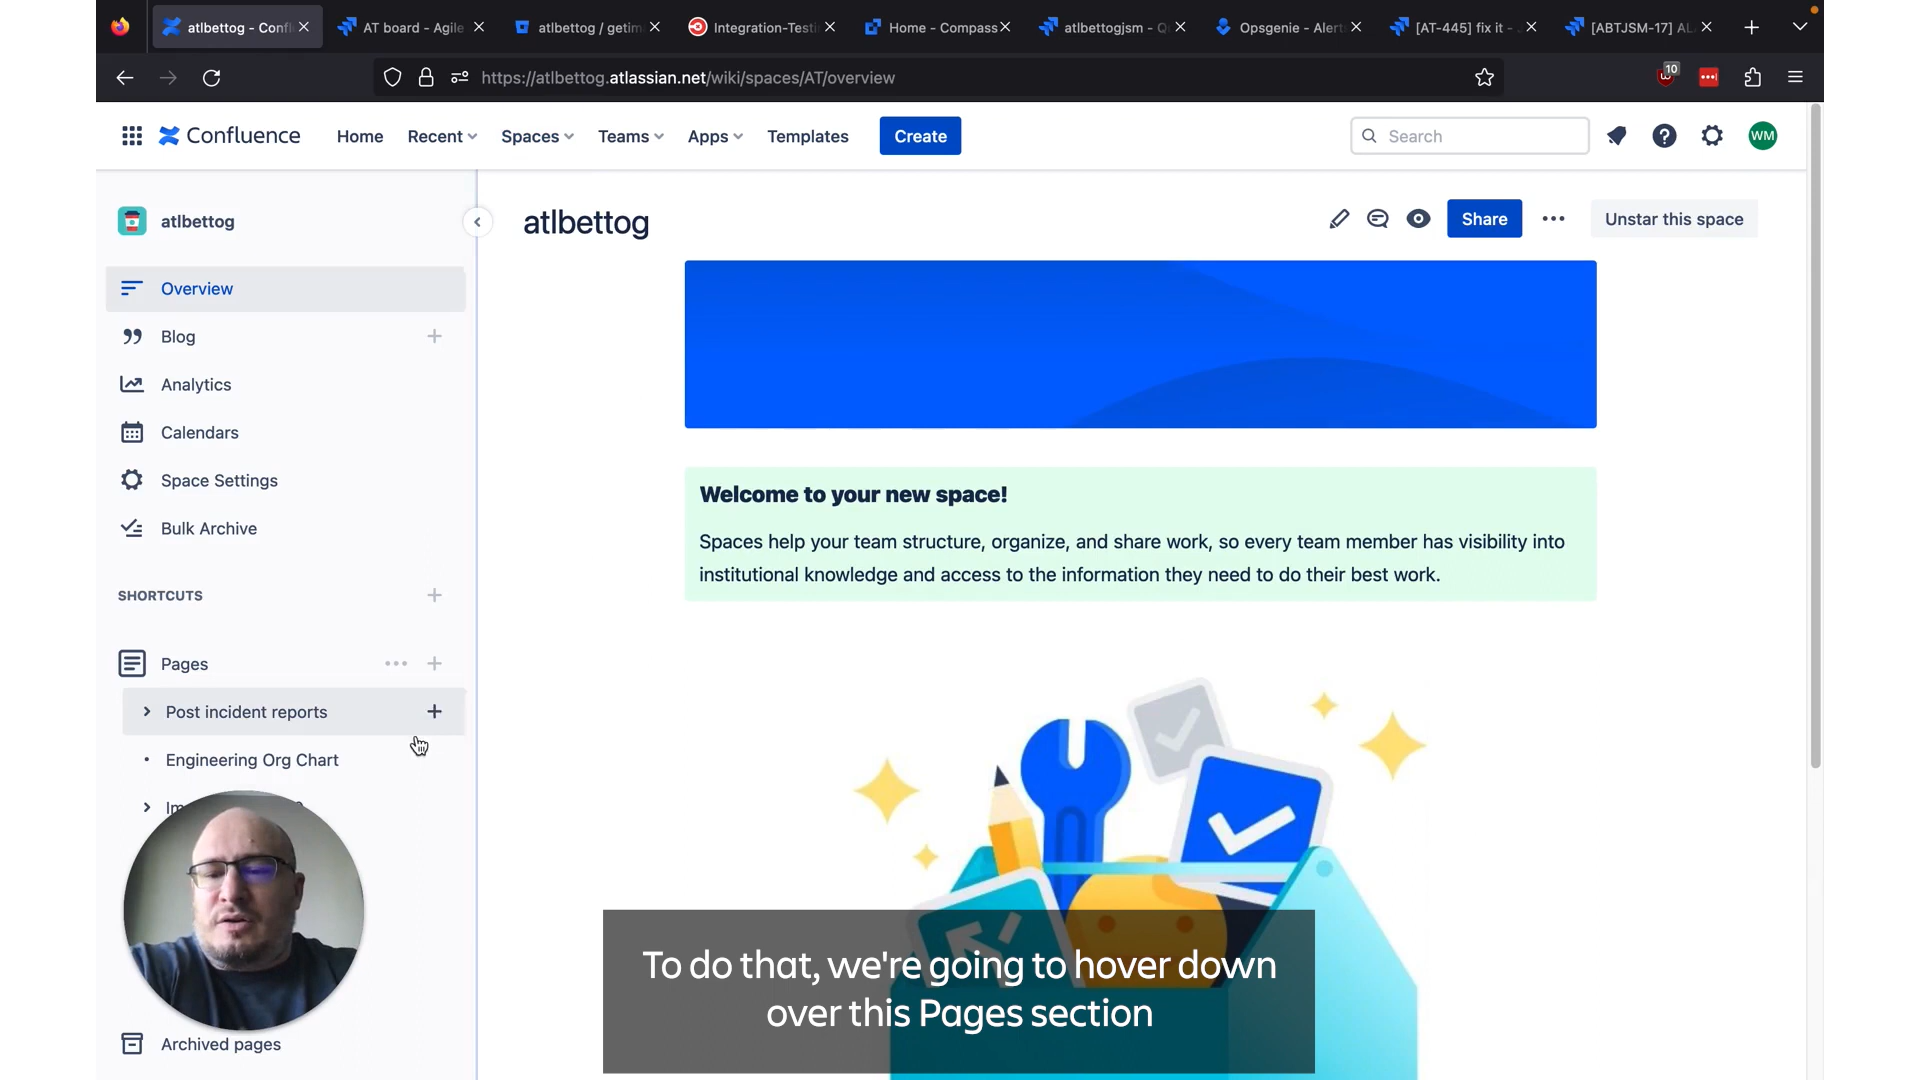 atlbettog - Confl
AT board - Agile
atlbettog / getim
Integration-Testi
Home - Compass
atlbettogjsm - Q
Opsgenie - Alert
[AT-445] fix it -
[ABTJSM-17] AL
https://atlbettog.atlassian.net/wiki/spaces/AT/overview
10
Confluence
Home
Recent
Spaces
Teams
Apps
Templates
Create
Search
WM
atlbettog
Overview
Blog
Analytics
Calendars
Space Settings
Bulk Archive
SHORTCUTS
Pages
Post incident reports
Engineering Org Chart
Archived pages
atlbettog
Share
Unstar this space
Welcome to your new space!
Spaces help your team structure, organize, and share work, so every team member has visibility into
institutional knowledge and access to the information they need to do their best work.
To do that, we're going to hover down
over this Pages section